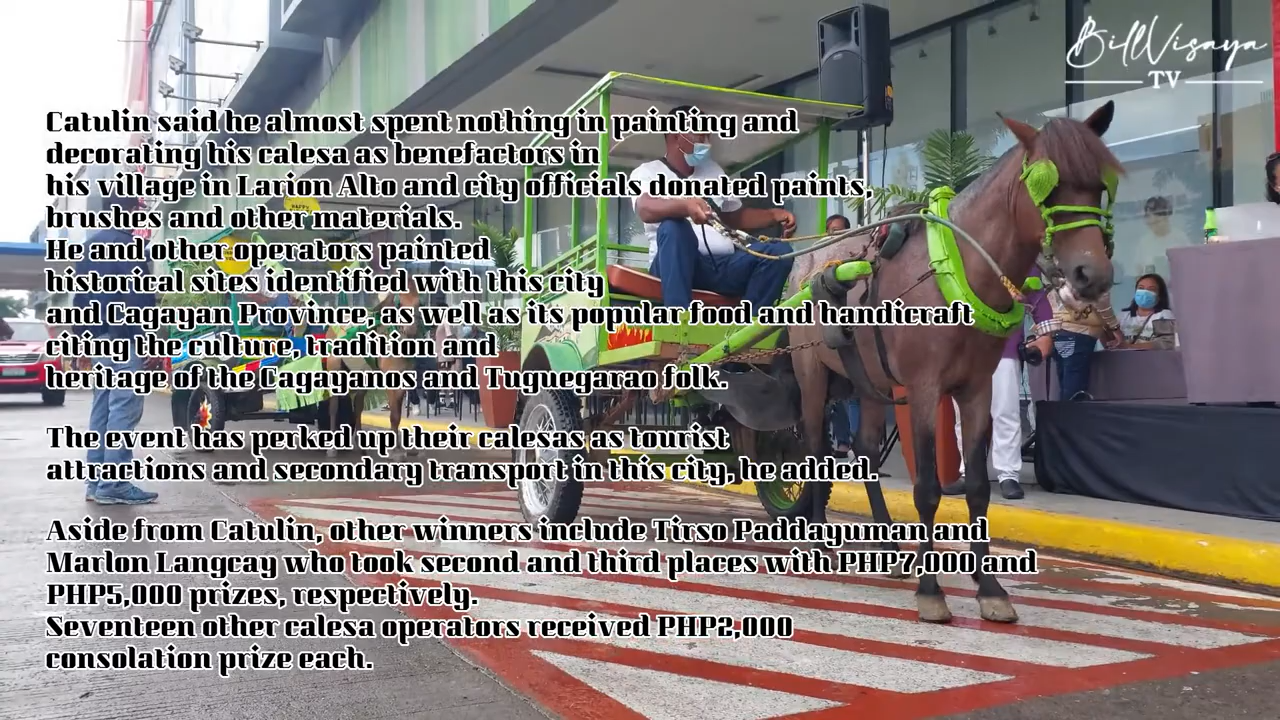 BillVisaya
TV
Catulin said he almost spent nothing in painting and
decorating his calesa as benefactors in
his village in Larion Alto and city officials donated paints,
brushes and other materials.
He and other operators painted
historical sites identified with this city
and Cagayan Province, as well as its popular food and handicraft
citing the culture, tradition and
heritage of the Cagayanos and Tuguegarao folk.
The event has perked up their calesas as tourist
attractions and secondary transport in this city, he added.
Aside from Catulin, other winners include Tirso Paddayuman and
Marlon Langcay who took second and third places with PHP7,000 and
PHP5,000 prizes, respectively.
Seventeen other calesa operators received PHP2,000
consolation prize each.